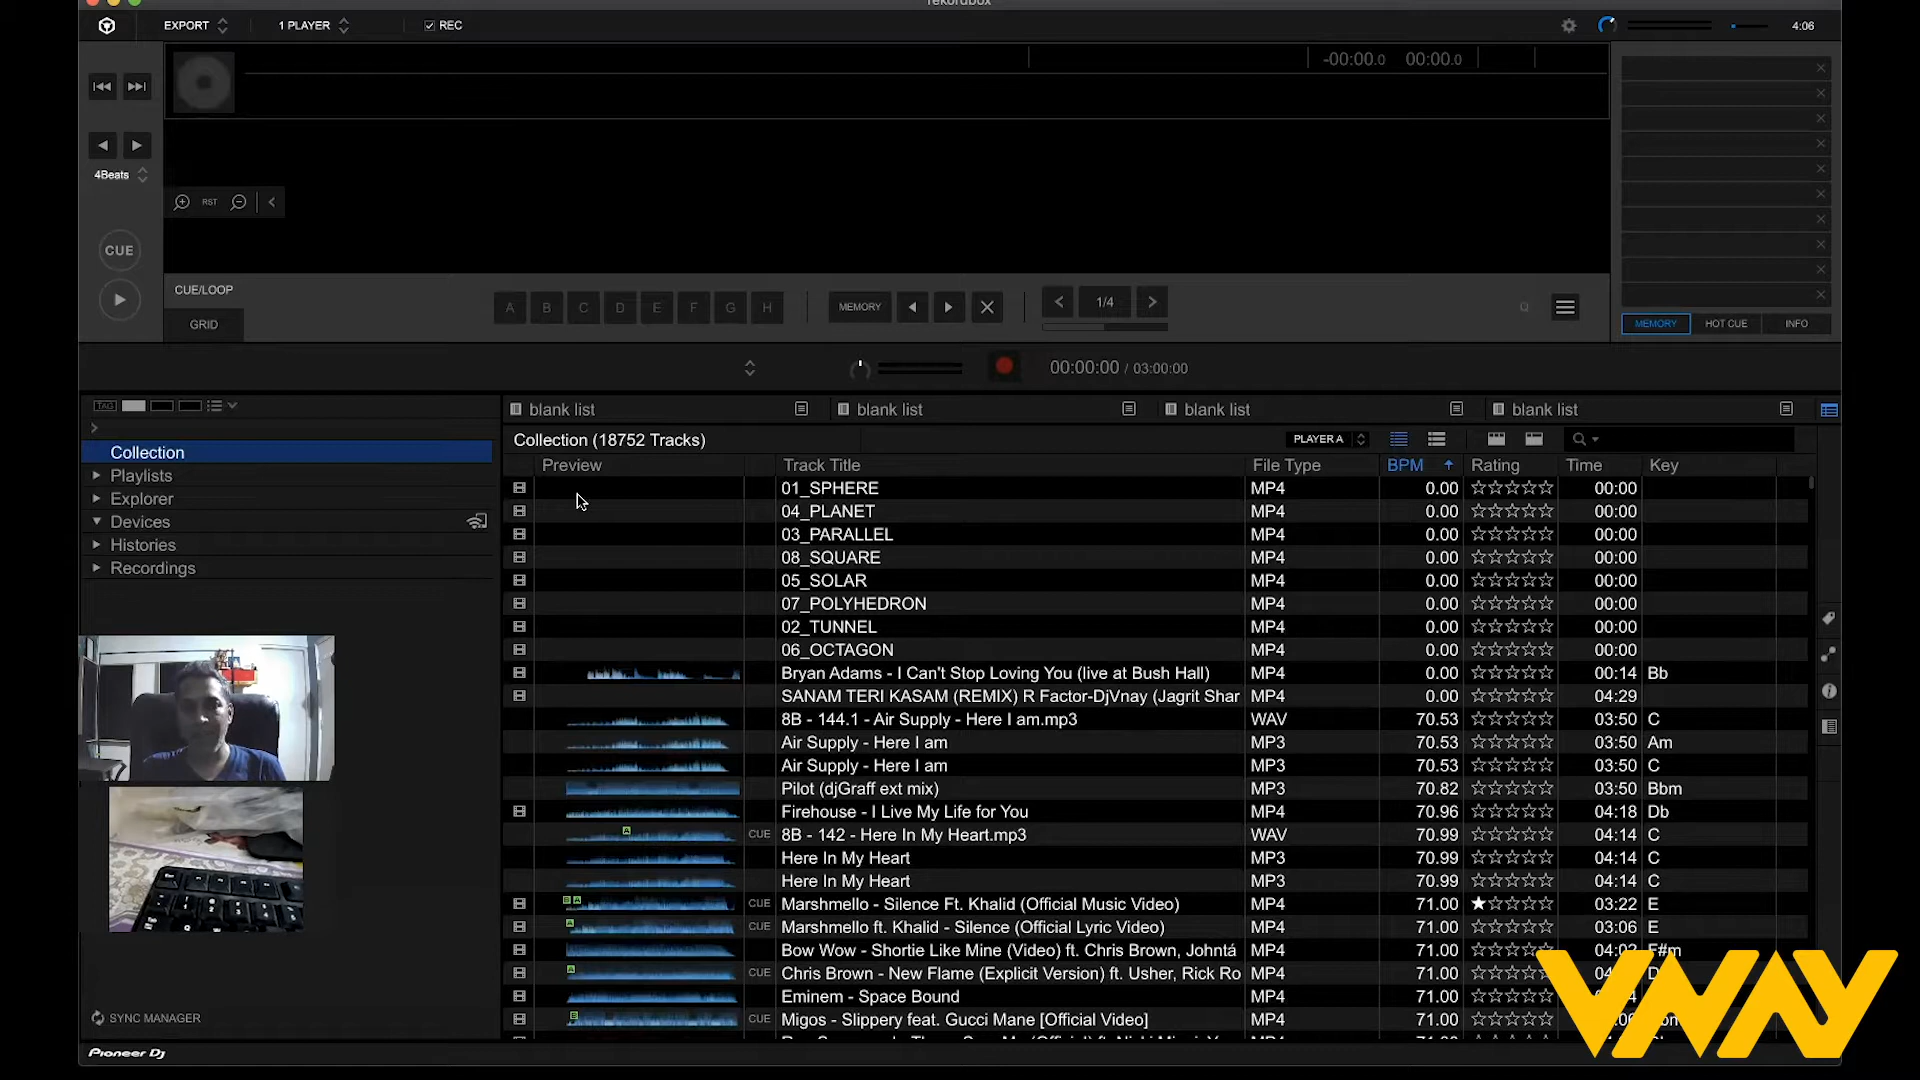 rekordbox
EXPORT 1 PLAYER REC 4:06
-00:00.0 00:00.0
4Beats
RST
CUE
CUE/LOOP
GRID
A B C D E F G H MEMORY 1/4 Q
MEMORY HOT CUE INFO
00:00:00 / 03:00:00
TAG
blank list blank list blank list blank list
Collection
Playlists
Explorer
Devices
Histories
Recordings
SYNC MANAGER
Pioneer Dj
Collection (18752 Tracks) PLAYER A
Preview Track Title File Type BPM Rating Time Key
01_SPHERE MP4 0.00 00:00
04_PLANET MP4 0.00 00:00
03_PARALLEL MP4 0.00 00:00
08_SQUARE MP4 0.00 00:00
05_SOLAR MP4 0.00 00:00
07_POLYHEDRON MP4 0.00 00:00
02_TUNNEL MP4 0.00 00:00
06_OCTAGON MP4 0.00 00:00
Bryan Adams - I Can't Stop Loving You (live at Bush Hall) MP4 0.00 00:14 Bb
SANAM TERI KASAM (REMIX) R Factor-DjVnay (Jagrit Shar MP4 0.00 04:29
8B - 144.1 - Air Supply - Here I am.mp3 WAV 70.53 03:50 C
Air Supply - Here I am MP3 70.53 03:50 Am
Air Supply - Here I am MP3 70.53 03:50 C
Pilot (djGraff ext mix) MP3 70.82 03:50 Bbm
Firehouse - I Live My Life for You MP4 70.96 04:18 Db
A CUE 8B - 142 - Here In My Heart.mp3 WAV 70.99 04:14 C
Here In My Heart MP3 70.99 04:14 C
Here In My Heart MP3 70.99 04:14 C
B A CUE Marshmello - Silence Ft. Khalid (Official Music Video) MP4 71.00 03:22 E
A CUE Marshmello ft. Khalid - Silence (Official Lyric Video) MP4 71.00 03:06 E
Bow Wow - Shortie Like Mine (Video) ft. Chris Brown, Johntá MP4 71.00 04:02 F#m
A CUE Chris Brown - New Flame (Explicit Version) ft. Usher, Rick Ro MP4 71.00
Eminem - Space Bound MP4 71.00
B CUE Migos - Slippery feat. Gucci Mane [Official Video] MP4 71.00
VNAY